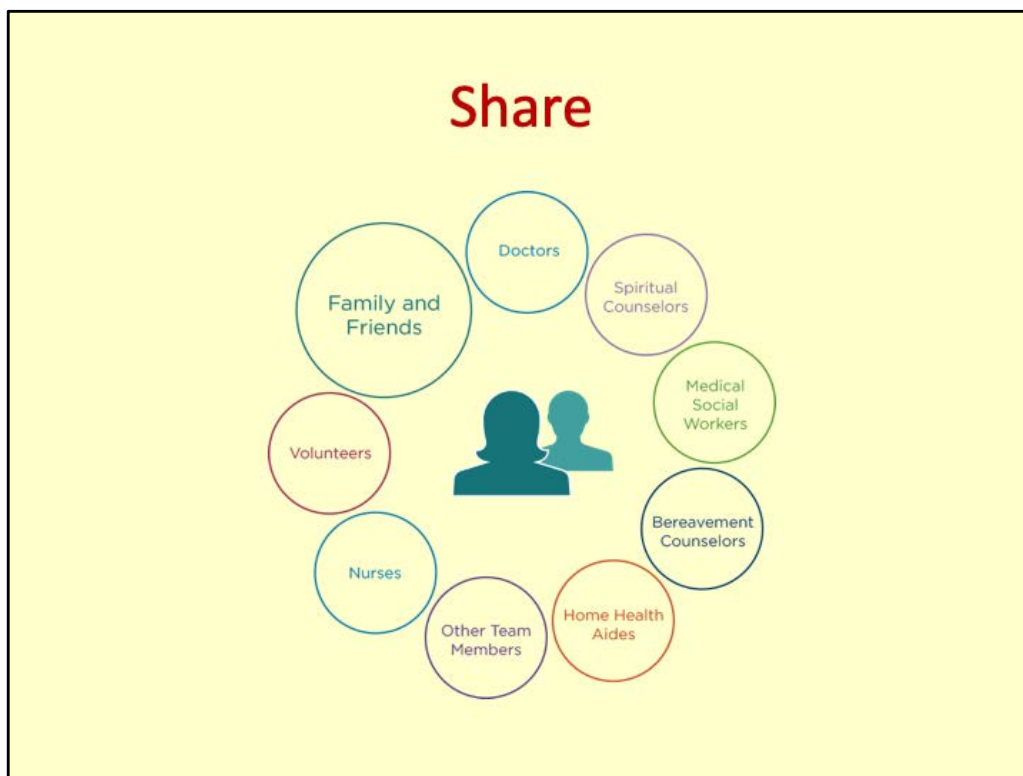 Share
Doctors
Spiritual
Counselors
Medical
Social
Workers
Bereavement
Counselors
Home Health
Aides
Other Team
Members
Nurses
Volunteers
Family and
Friends